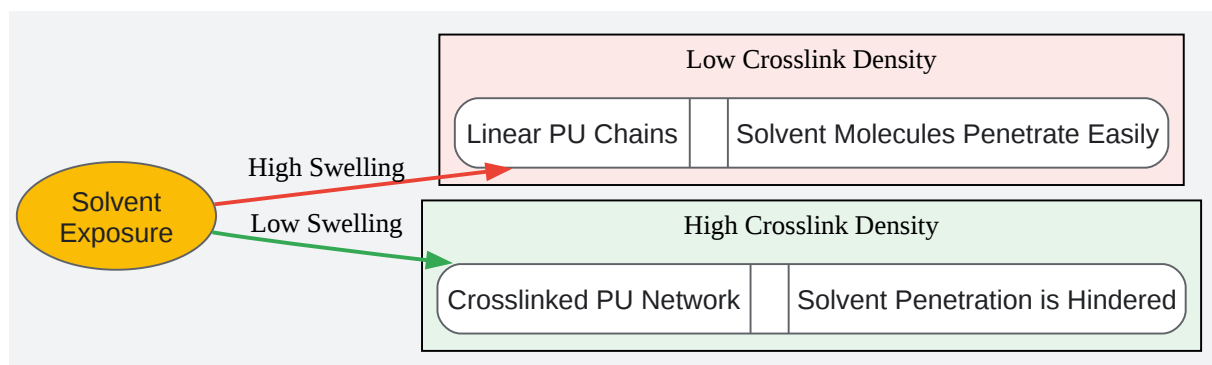 Low Crosslink Density
Linear PU Chains
Solvent Molecules Penetrate Easily
High Swelling
Solvent
Exposure
Low Swelling
High Crosslink Density
Crosslinked PU Network
Solvent Penetration is Hindered